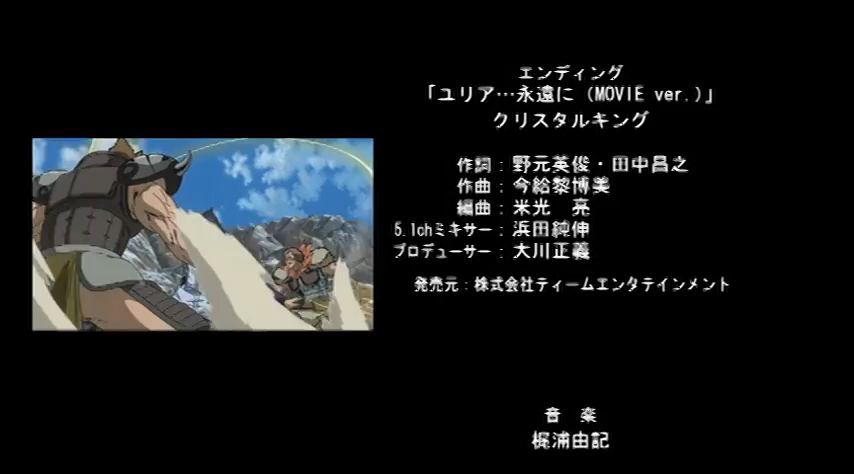 エンディング
「ユリア…永遠に (MOVIE ver.)」
クリスタルキング
作詞：野元英俊・田中昌之
作曲：今給黎博美
編曲：米光　亮
5.1chミキサー：浜田純伸
プロデューサー：大川正義
発売元：株式会社ティームエンタテインメント
音　楽
梶浦由記